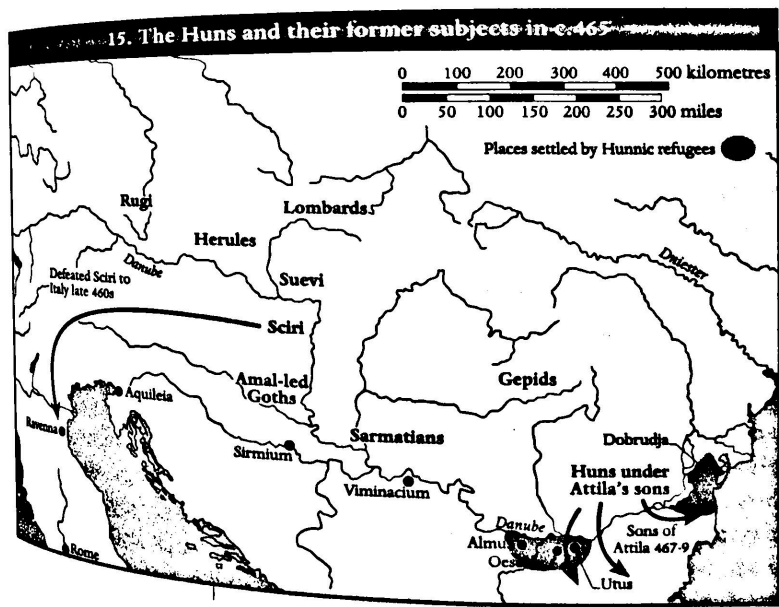 15. The Huns and their former subjects in c.465
0 100 200 300 400 500 kilometres
0 50 100 150 200 250 300 miles
Places settled by Hunnic refugees
Rugi
Lombards
Herules
Danube
Dniester
Defeated Sciri to
Italy late 460s
Suevi
Sciri
Amal-led
Goths
Gepids
Aquileia
Ravenna
Sarmatians
Dobrudja
Sirmium
Huns under
Attila's sons
Viminacium
Danube
Almus
Sons of
Attila 467-9
Utus
Rome